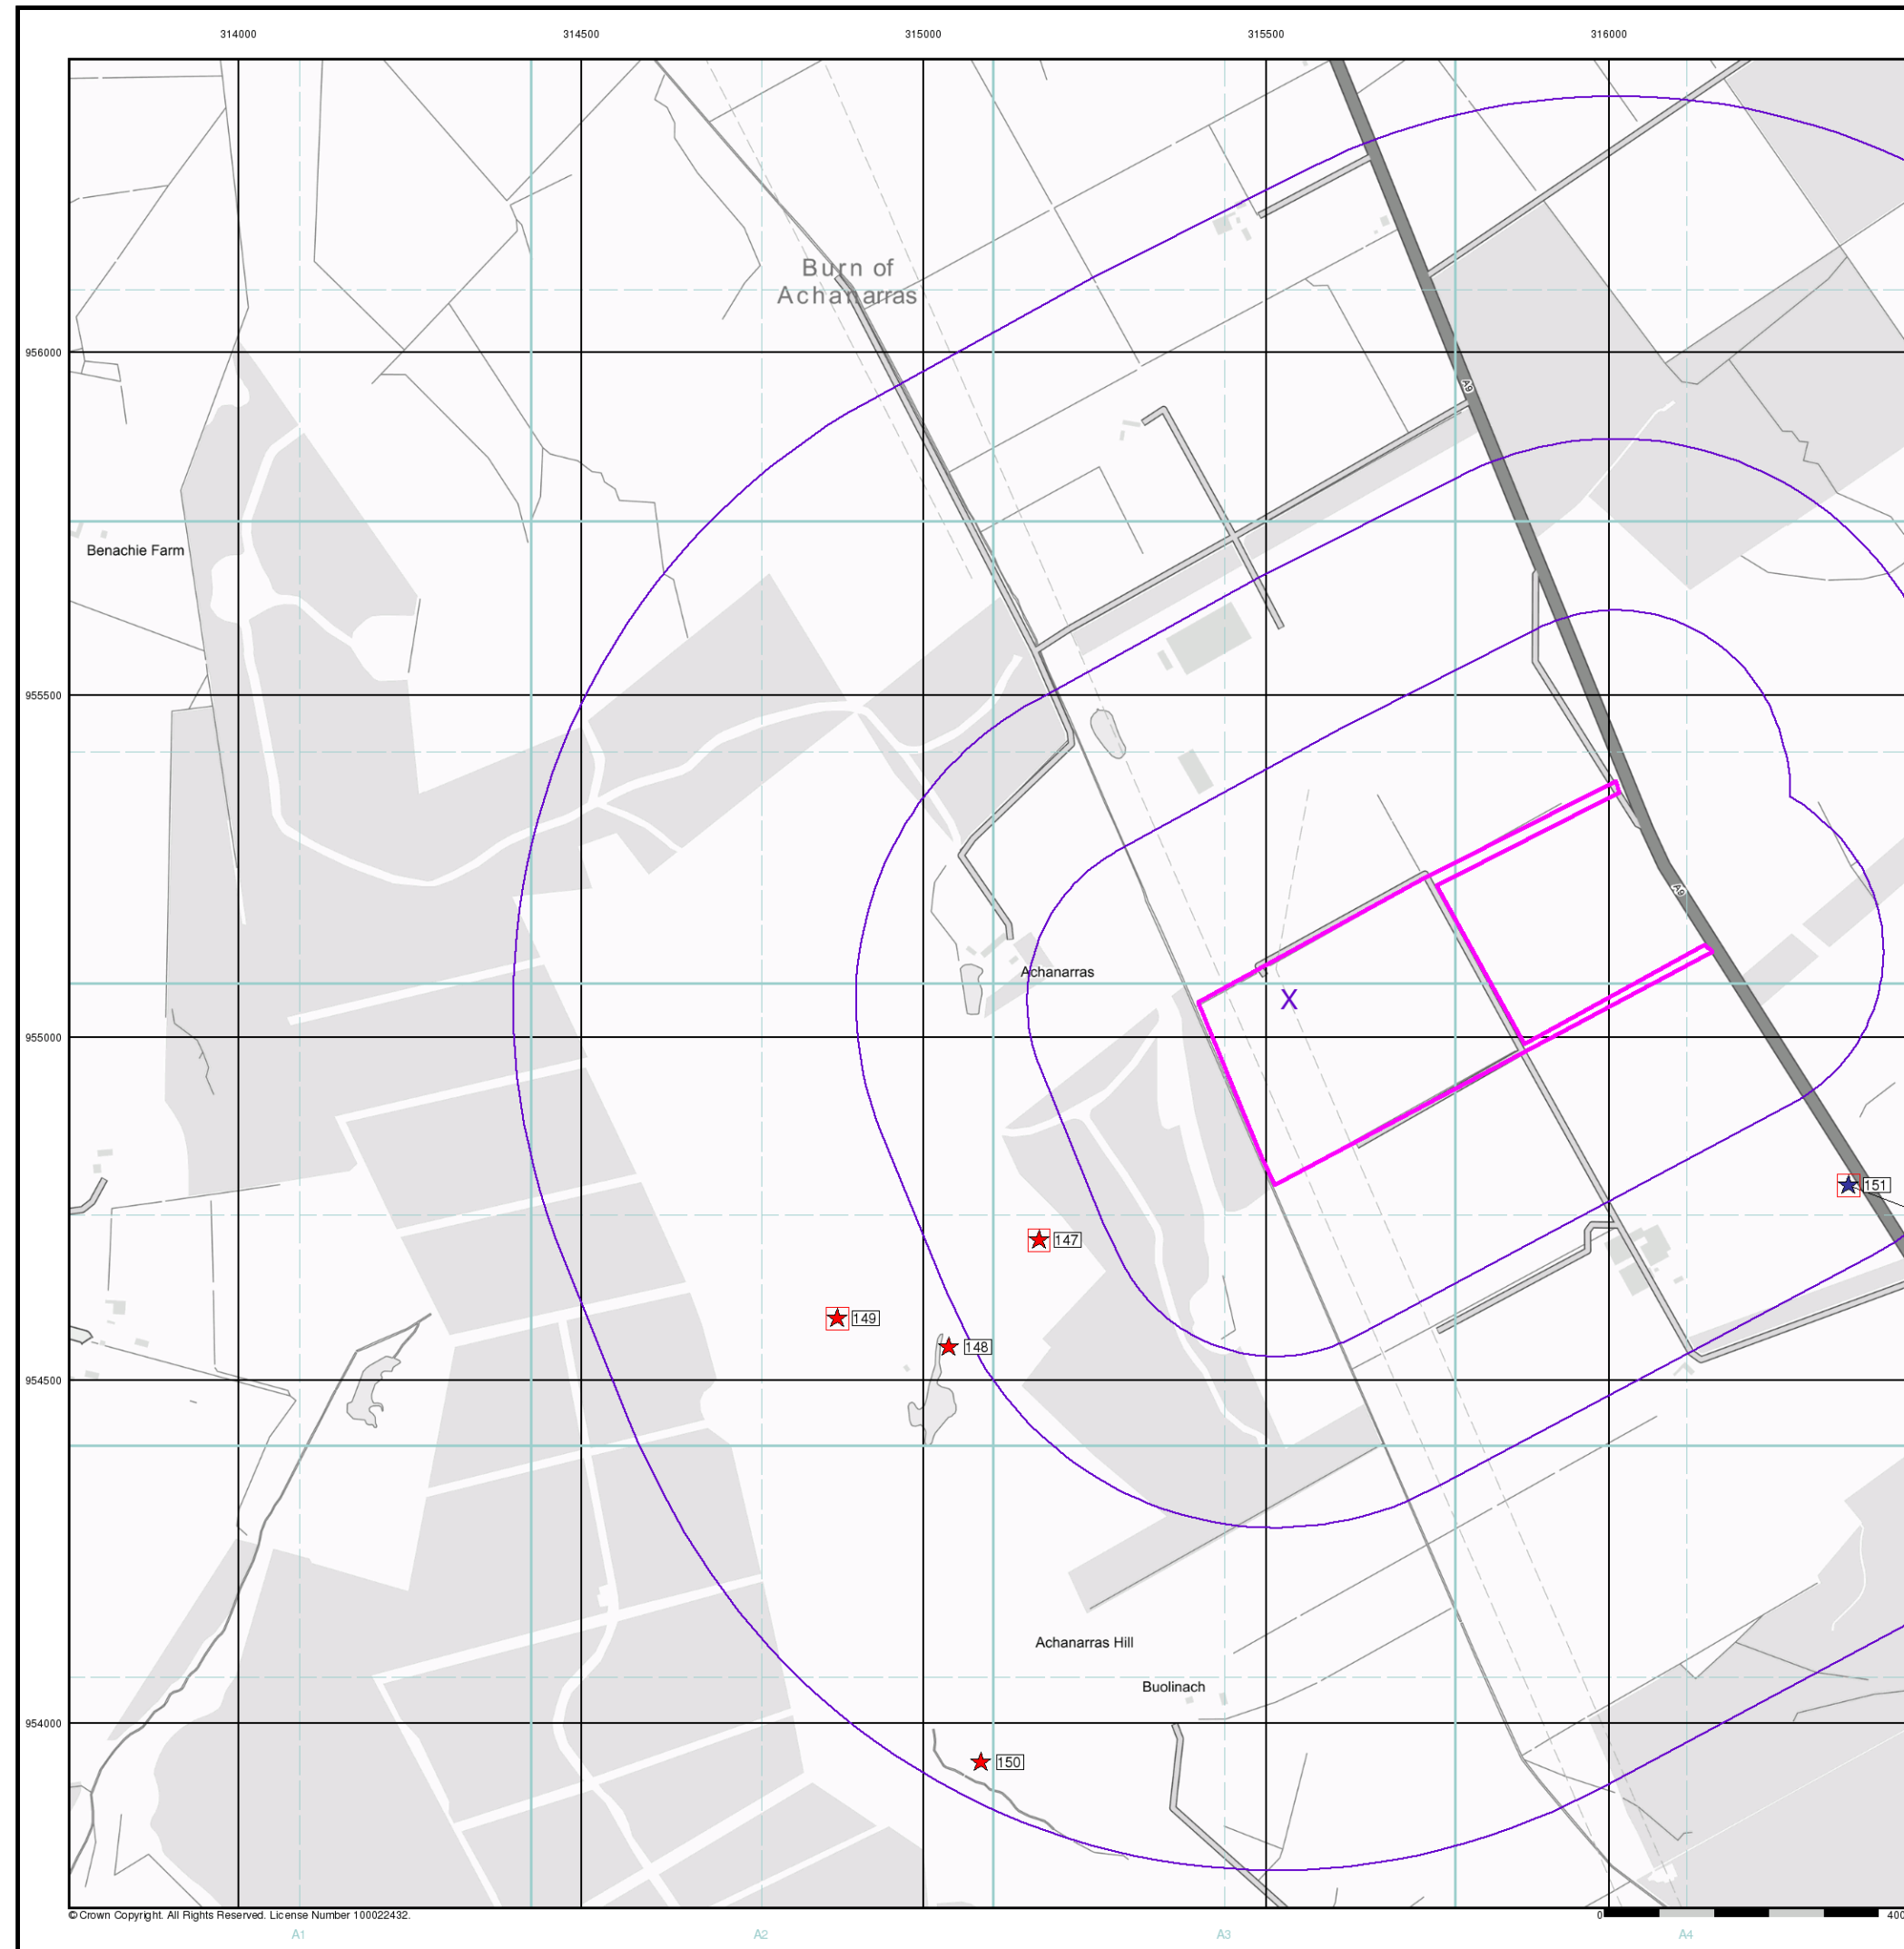 314000 314500 315000 315500 316000
Burn of
Achanarras
956000
A9
Benachie Farm
955500
A9
Achanarras
X
955000
151
147
149
148
954500
Achanarras Hill
Buolinach
954000
150
© Crown Copyright. All Rights Reserved. License Number 100022432.
0 400
A1 A2 A3 A4